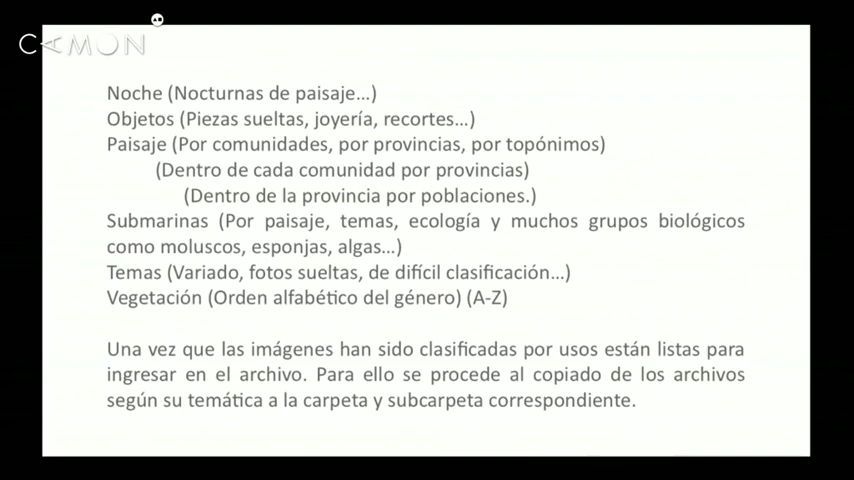 CAMON
Noche (Nocturnas de paisaje...)
Objetos (Piezas sueltas, joyería, recortes...)
Paisaje (Por comunidades, por provincias, por topónimos)
(Dentro de cada comunidad por provincias)
(Dentro de la provincia por poblaciones.)
Submarinas (Por paisaje, temas, ecología y muchos grupos biológicos
como moluscos, esponjas, algas...)
Temas (Variado, fotos sueltas, de difícil clasificación...)
Vegetación (Orden alfabético del género) (A-Z)
Una vez que las imágenes han sido clasificadas por usos están listas para
ingresar en el archivo. Para ello se procede al copiado de los archivos
según su temática a la carpeta y subcarpeta correspondiente.